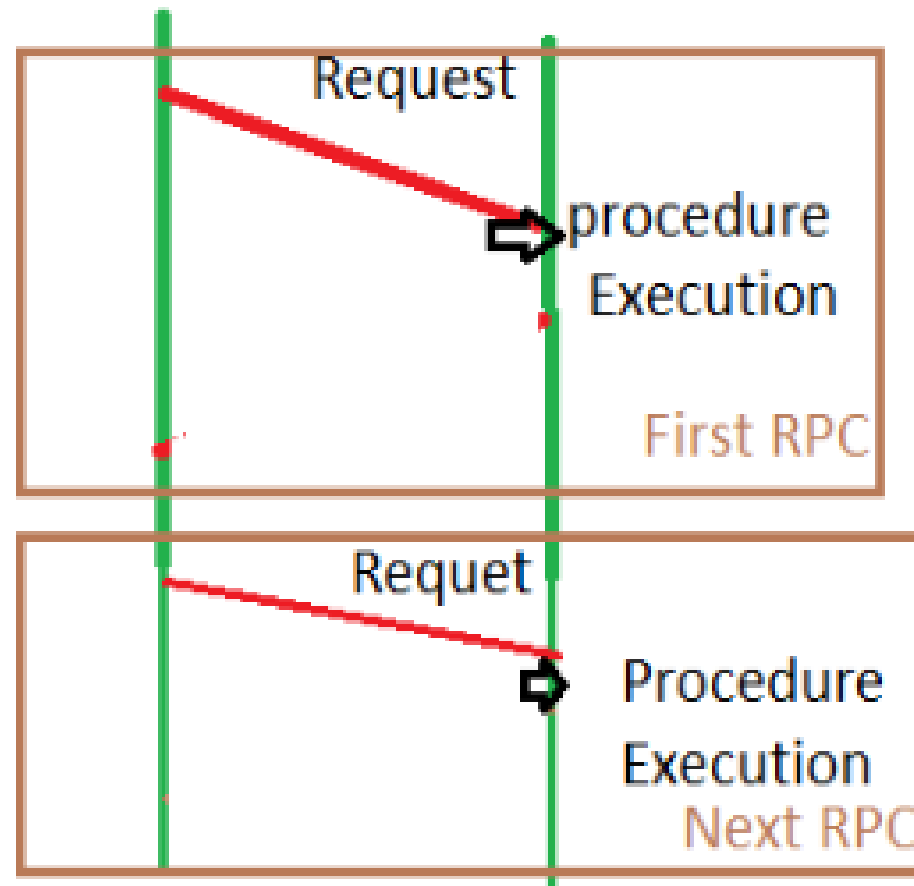 Request
procedure
Execution
First RPC
Requet
Procedure
Execution
Next RPC